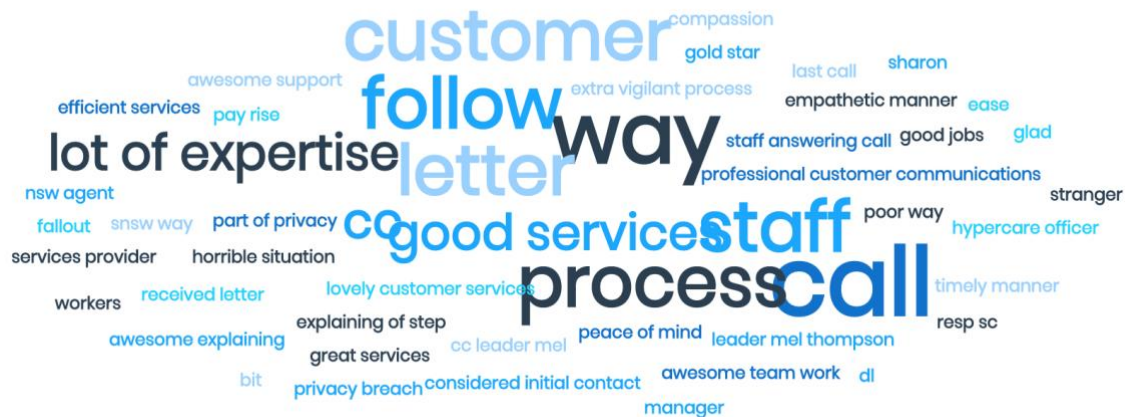 customer
compassion
gold star
sharon
awesome support
last call
follow
extra vigilant process
efficient services
empathetic manner
ease
pay rise
way
lot of expertise
staff answering call
good jobs
glad
letter
professional customer communications
nsw agent
stranger
fallout
snsw way
part of privacy
cc
good services
staff
poor way
hypercare officer
services provider
horrible situation
process
call
workers
received letter
lovely customer services
timely manner
explaining of step
resp sc
awesome explaining
great services
cc leader mel
peace of mind
leader mel thompson
bit
privacy breach
considered initial contact
awesome team work
dl
manager